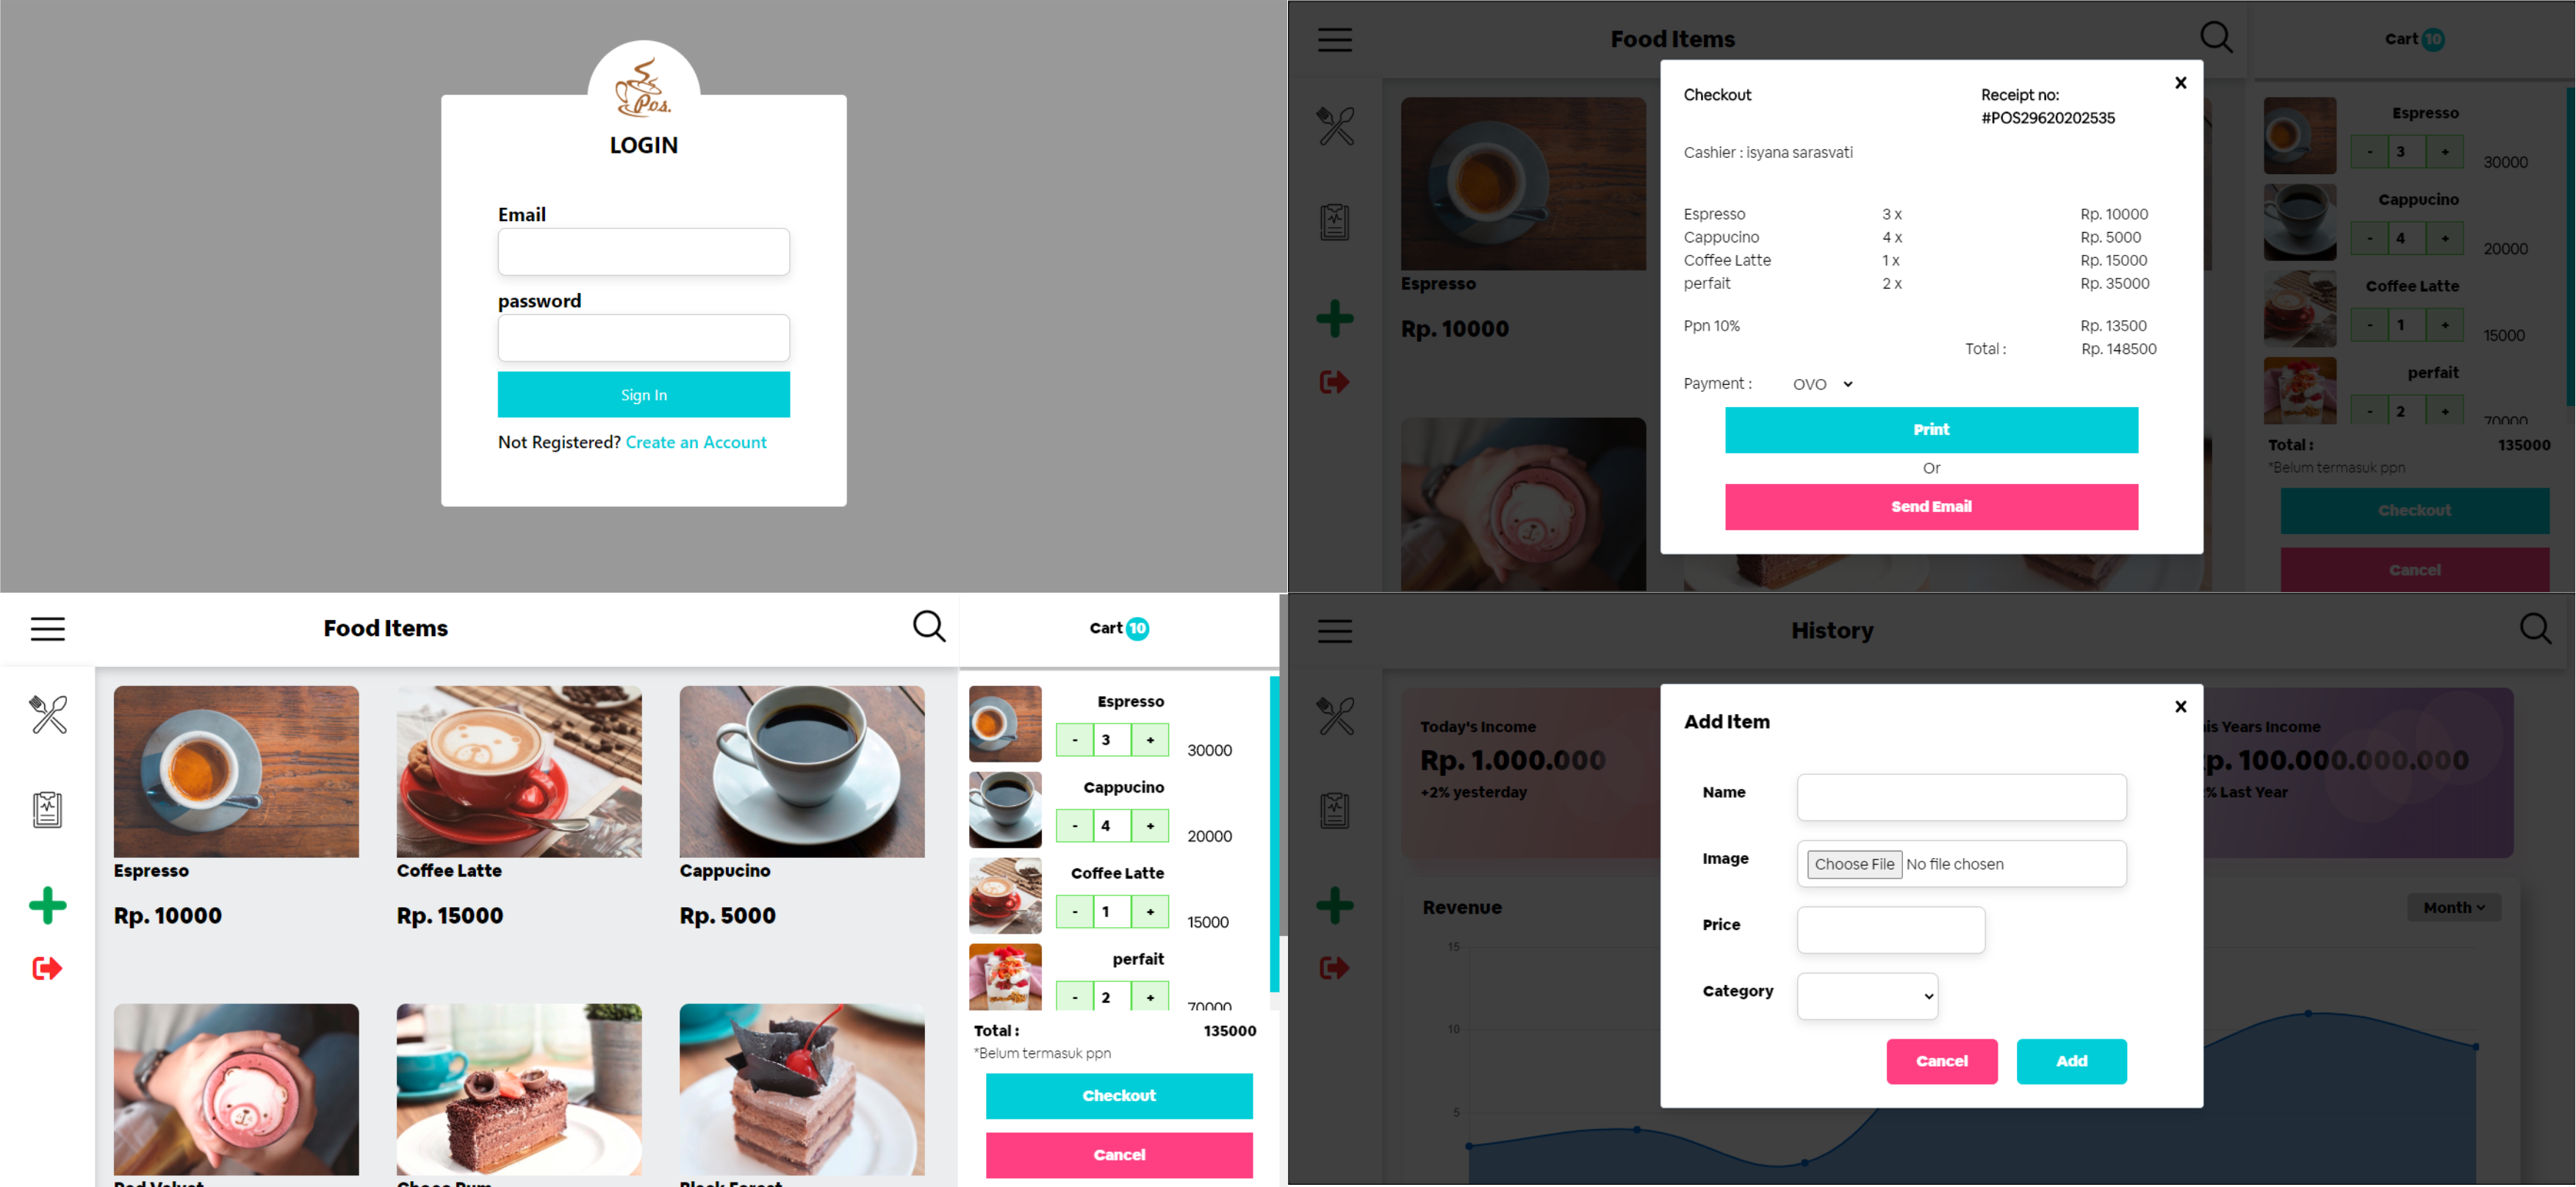 Pos.
LOGIN
Email
password
Sign In
Not Registered? Create an Account
Food Items
Cart 10
Espresso
Rp. 10000
Checkout
Receipt no:
#POS29620202535
X
Cashier : isyana sarasvati
Espresso 3 x Rp. 10000
Cappucino 4 x Rp. 5000
Coffee Latte 1 x Rp. 15000
perfait 2 x Rp. 35000
Ppn 10% Rp. 13500
Total : Rp. 148500
Payment : OVO
Print
Or
Send Email
Espresso
- 3 + 30000
Cappucino
- 4 + 20000
Coffee Latte
- 1 + 15000
perfait
- 2 + 70000
Total : 135000
*Belum termasuk ppn
Checkout
Cancel
Food Items
Cart 10
Espresso
Rp. 10000
Coffee Latte
Rp. 15000
Cappucino
Rp. 5000
Red Velvet
Choco Rum
Black Forest
Espresso
- 3 + 30000
Cappucino
- 4 + 20000
Coffee Latte
- 1 + 15000
perfait
- 2 + 70000
Total : 135000
*Belum termasuk ppn
Checkout
Cancel
History
Today's Income
Rp. 1.000.000
+2% yesterday
his Years Income
p. 100.000.000.000
% Last Year
Revenue
Month
15
10
5
Add Item
X
Name
Image
Choose File No file chosen
Price
Category
Cancel
Add